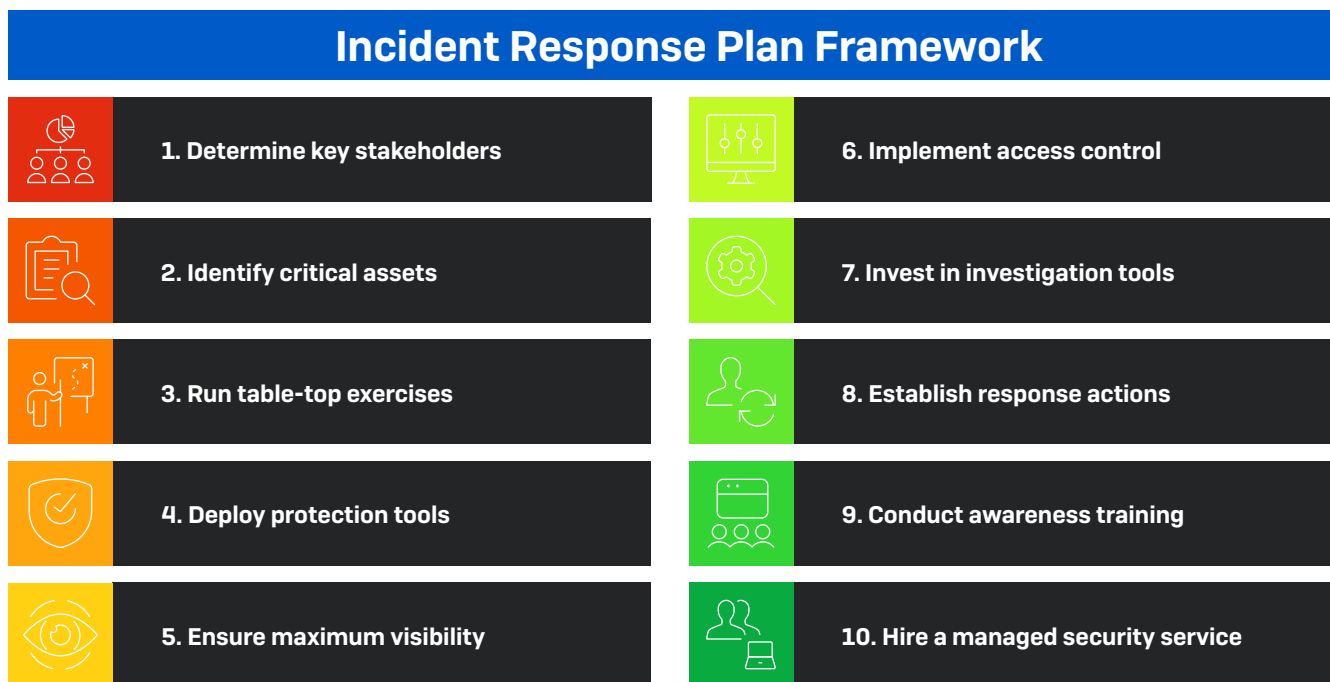 Incident Response Plan Framework
1. Determine key stakeholders
2. Identify critical assets
3. Run table-top exercises
4. Deploy protection tools
5. Ensure maximum visibility
6. Implement access control
7. Invest in investigation tools
8. Establish response actions
9. Conduct awareness training
10. Hire a managed security service